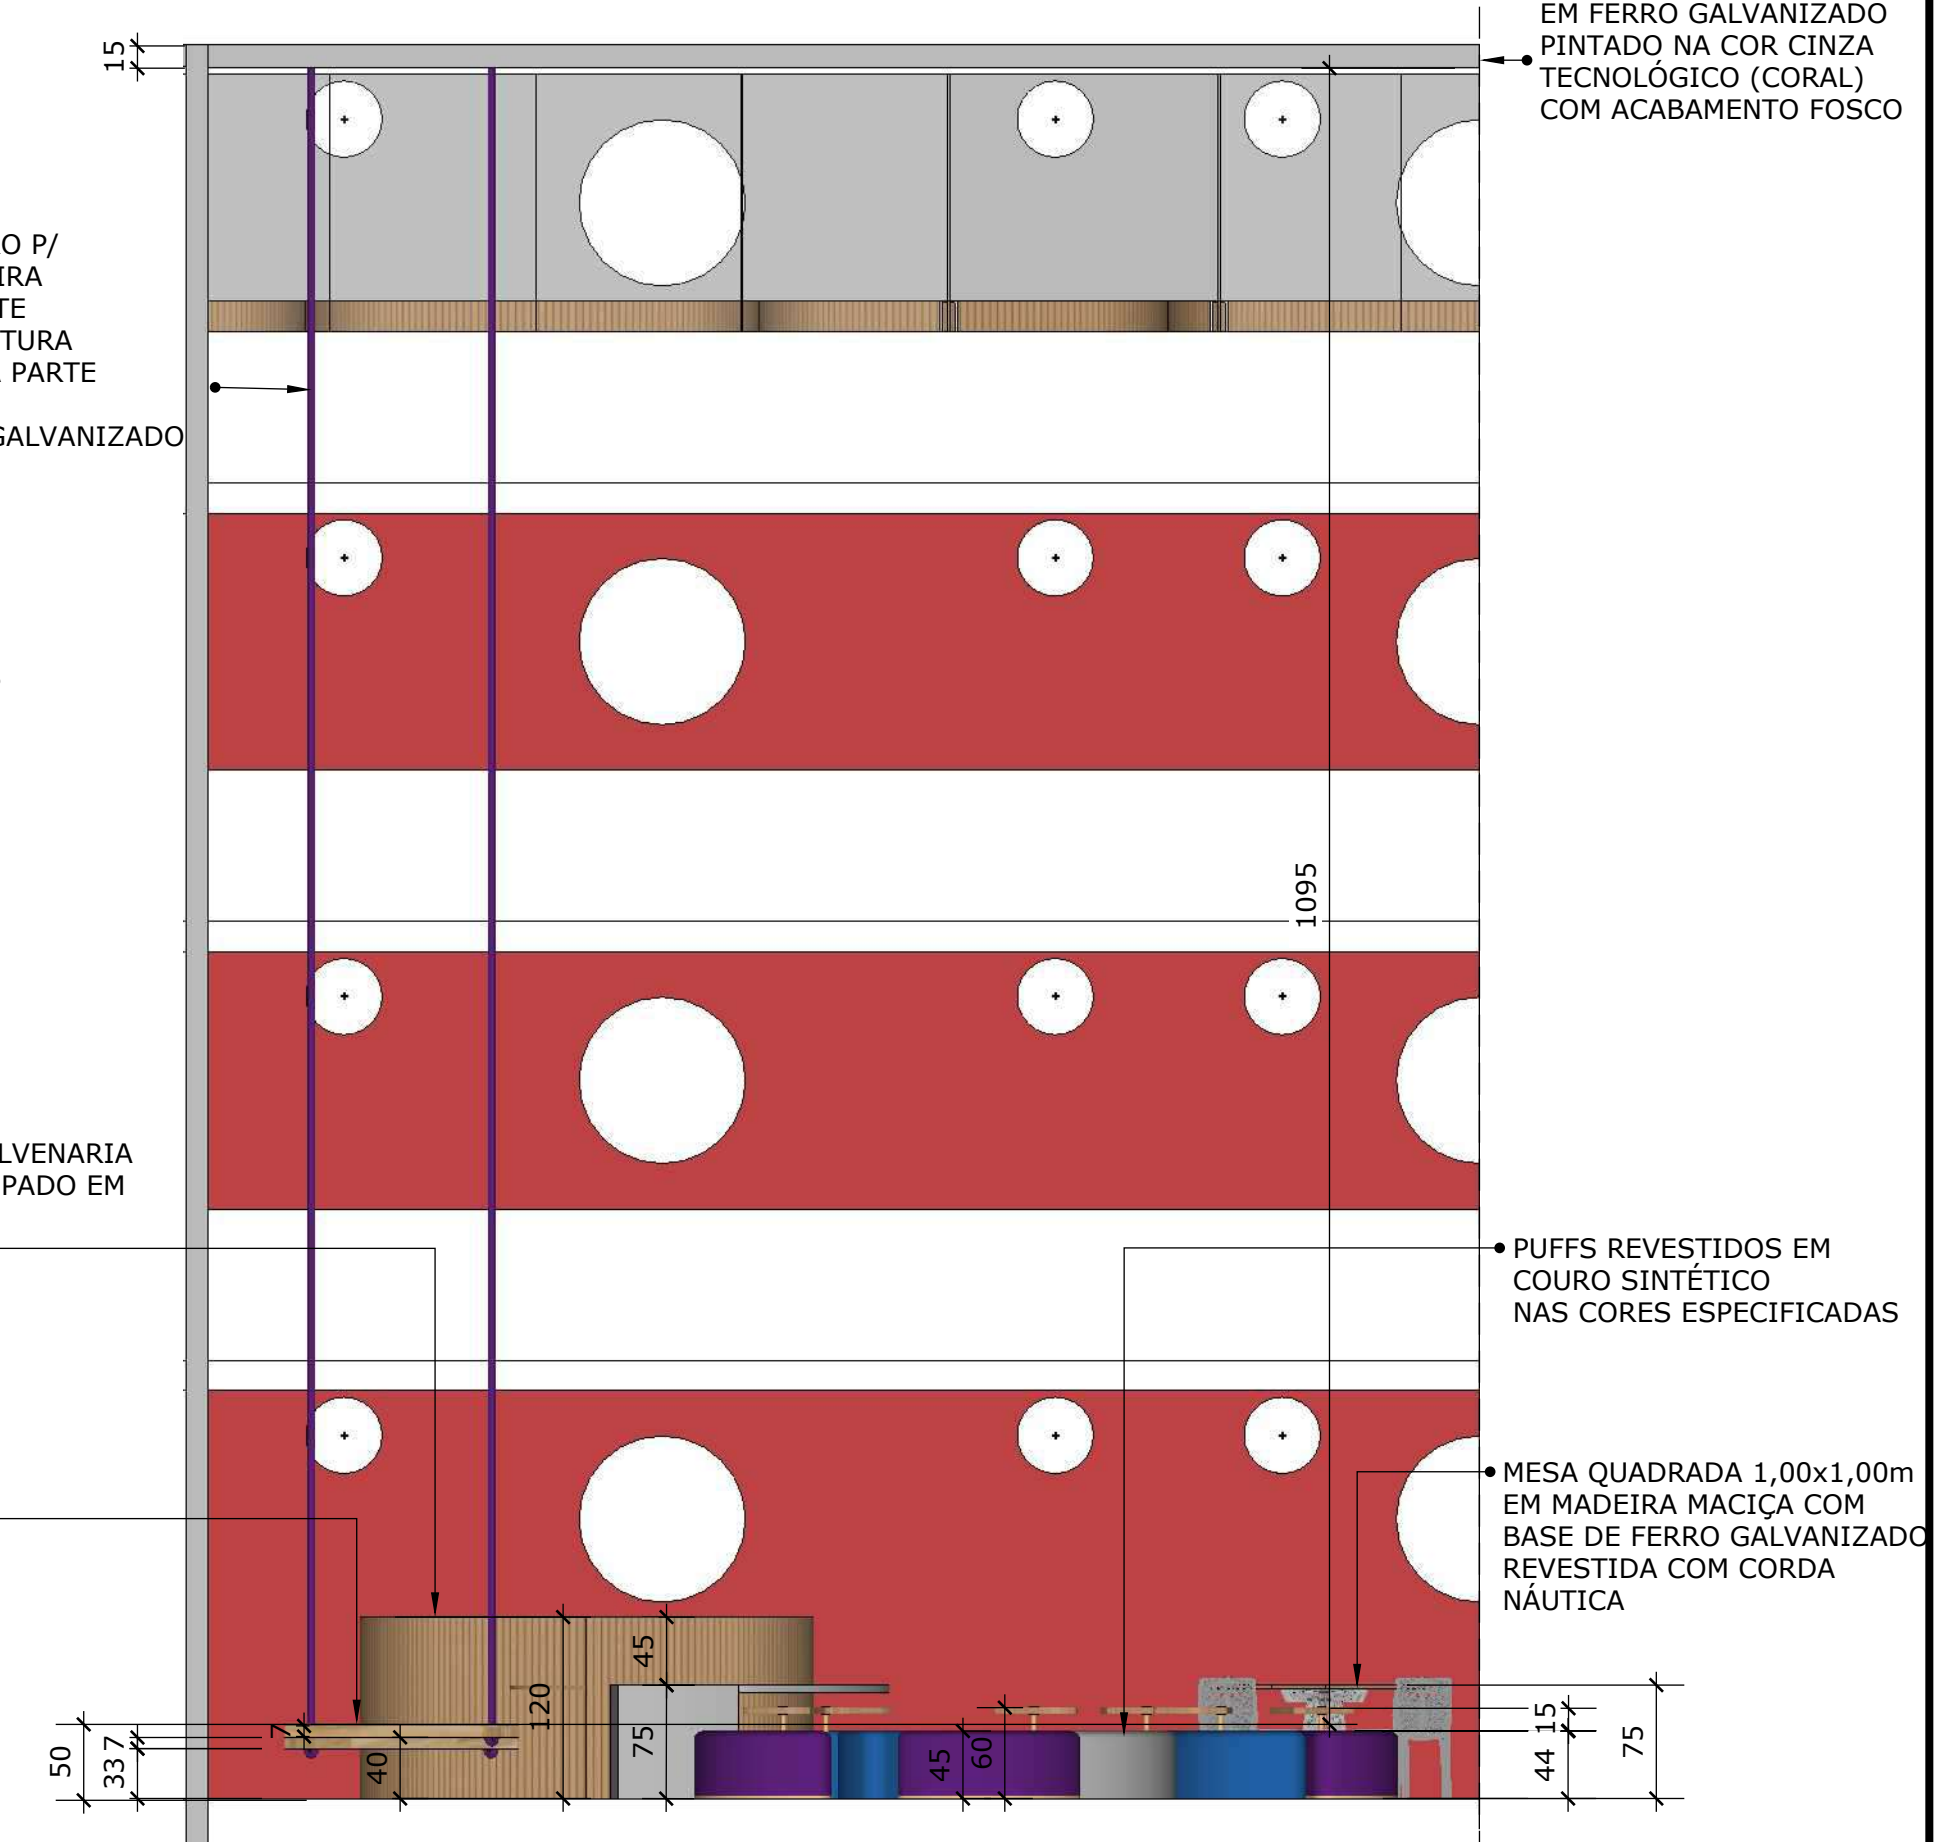 EM FERRO GALVANIZADO
PINTADO NA COR CINZA
TECNOLÓGICO (CORAL)
COM ACABAMENTO FOSCO
15
O P/
IRA
TE
TURA
PARTE
GALVANIZADO
1095
LVENARIA
PADO EM
PUFFS REVESTIDOS EM
COURO SINTÉTICO
NAS CORES ESPECIFICADAS
MESA QUADRADA 1,00x1,00m
EM MADEIRA MACIÇA COM
BASE DE FERRO GALVANIZADO
REVESTIDA COM CORDA
NÁUTICA
50
33
7
7
40
120
45
75
45
60
15
44
75